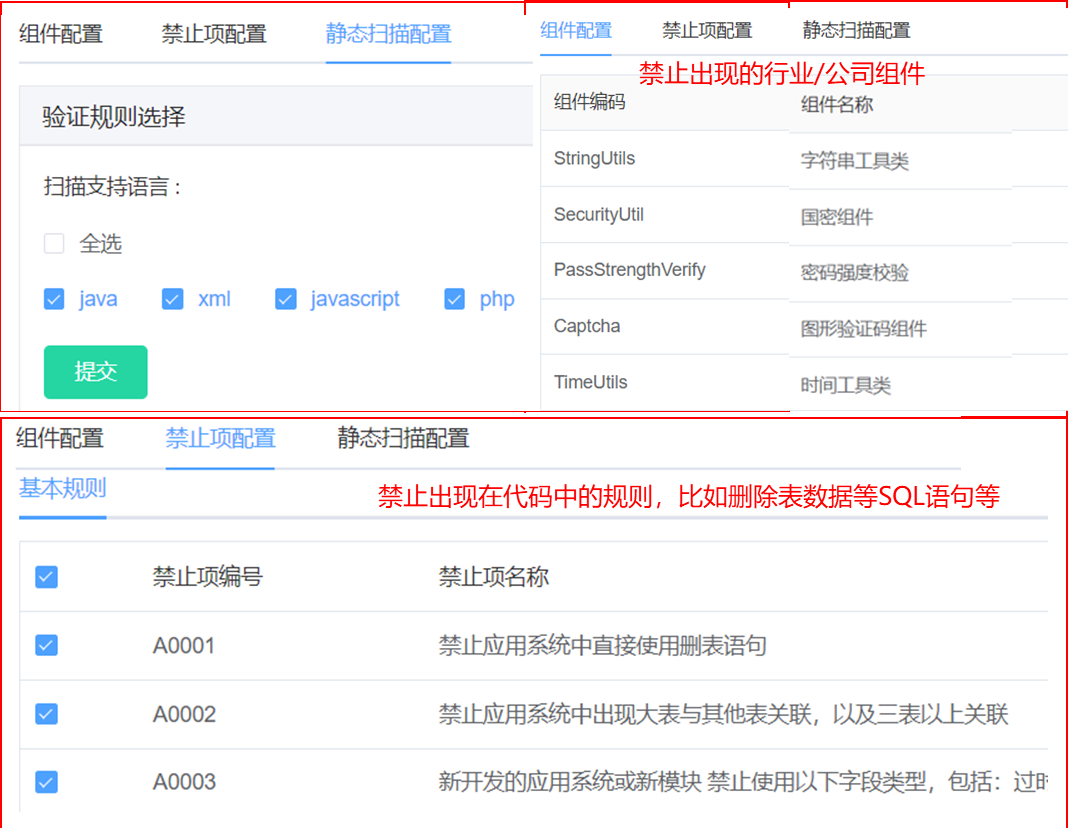 组件配置 禁止项配置 静态扫描配置
验证规则选择
扫描支持语言：
全选
java xml javascript php
提交
组件配置 禁止项配置 静态扫描配置
禁止出现的行业/公司组件
组件编码 组件名称
StringUtils 字符串工具类
SecurityUtil 国密组件
PassStrengthVerify 密码强度校验
Captcha 图形验证码组件
TimeUtils 时间工具类
组件配置 禁止项配置 静态扫描配置
基本规则
禁止出现在代码中的规则，比如删除表数据等SQL语句等
禁止项编号 禁止项名称
A0001 禁止应用系统中直接使用删表语句
A0002 禁止应用系统中出现大表与其他表关联，以及三表以上关联
A0003 新开发的应用系统或新模块 禁止使用以下字段类型，包括：过